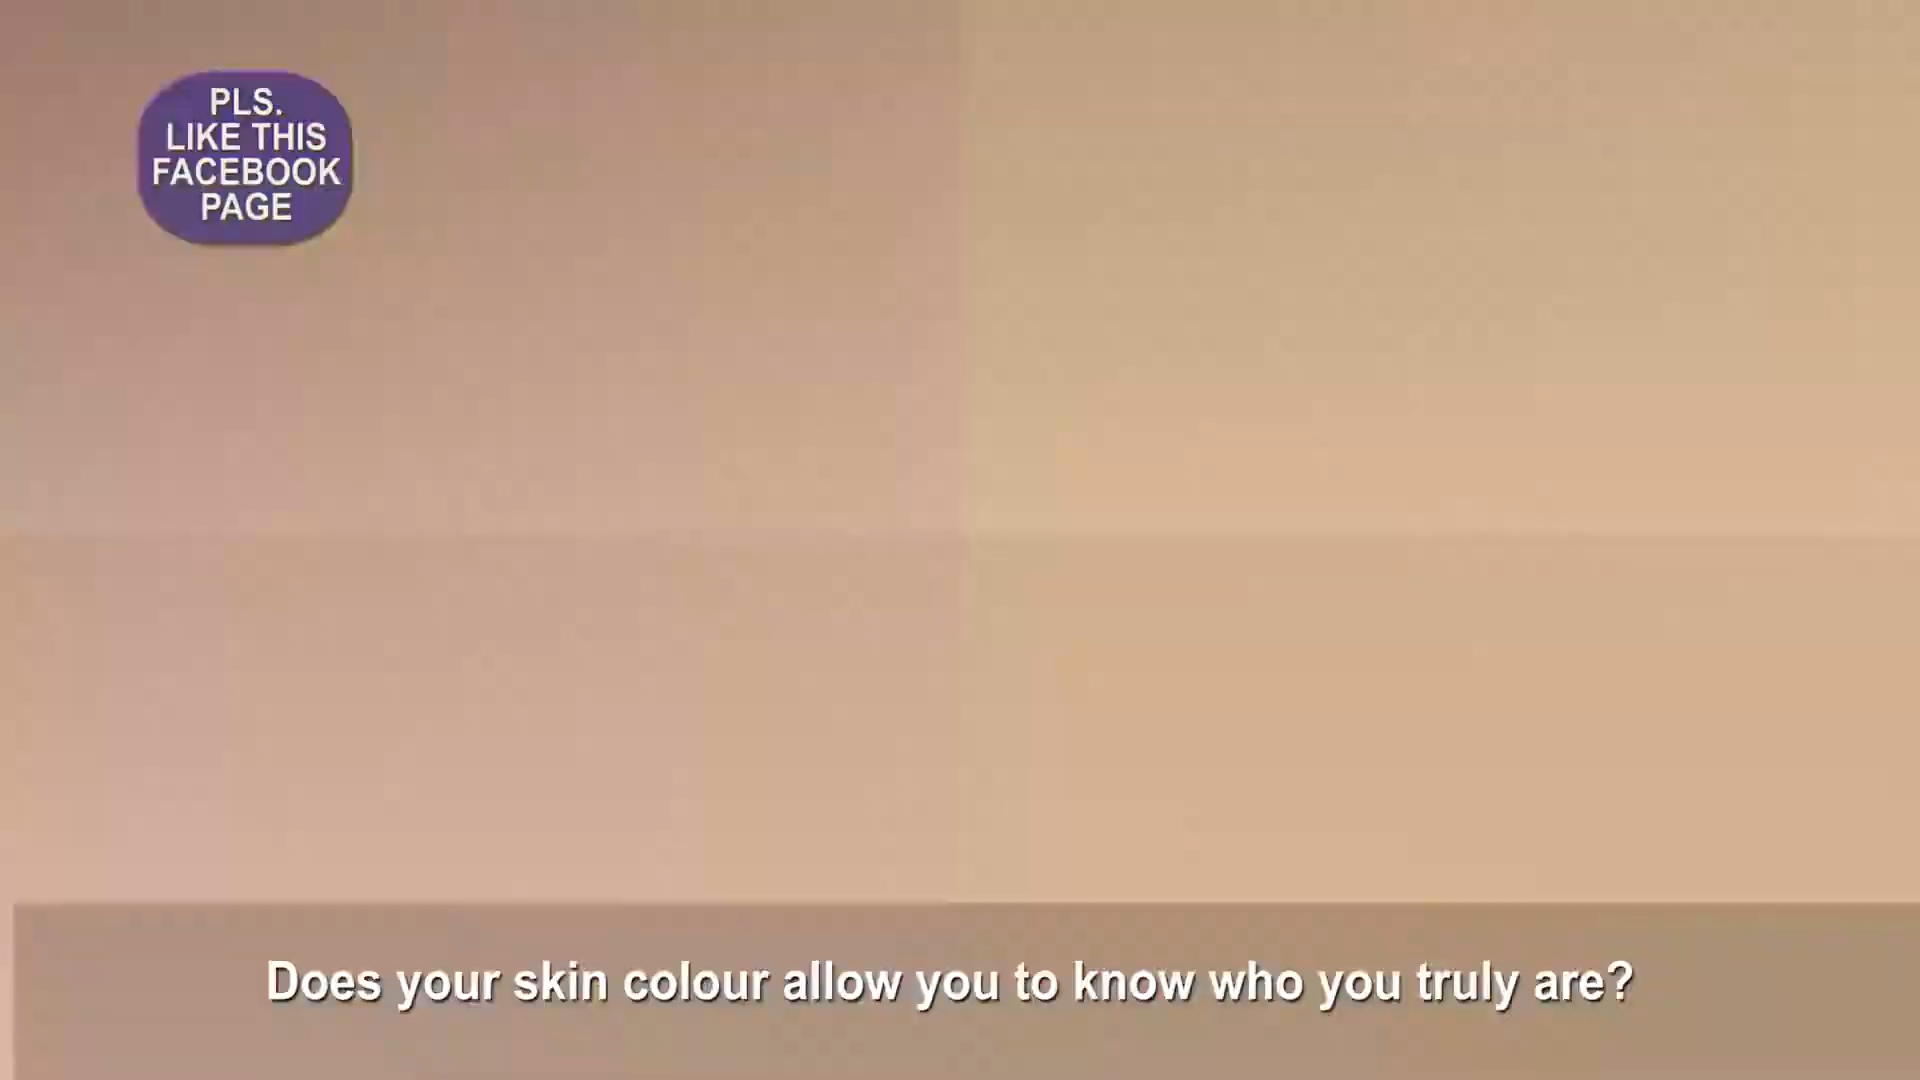 PLS.
LIKE THIS
FACEBOOK
PAGE
Does your skin colour allow you to know who you truly are?